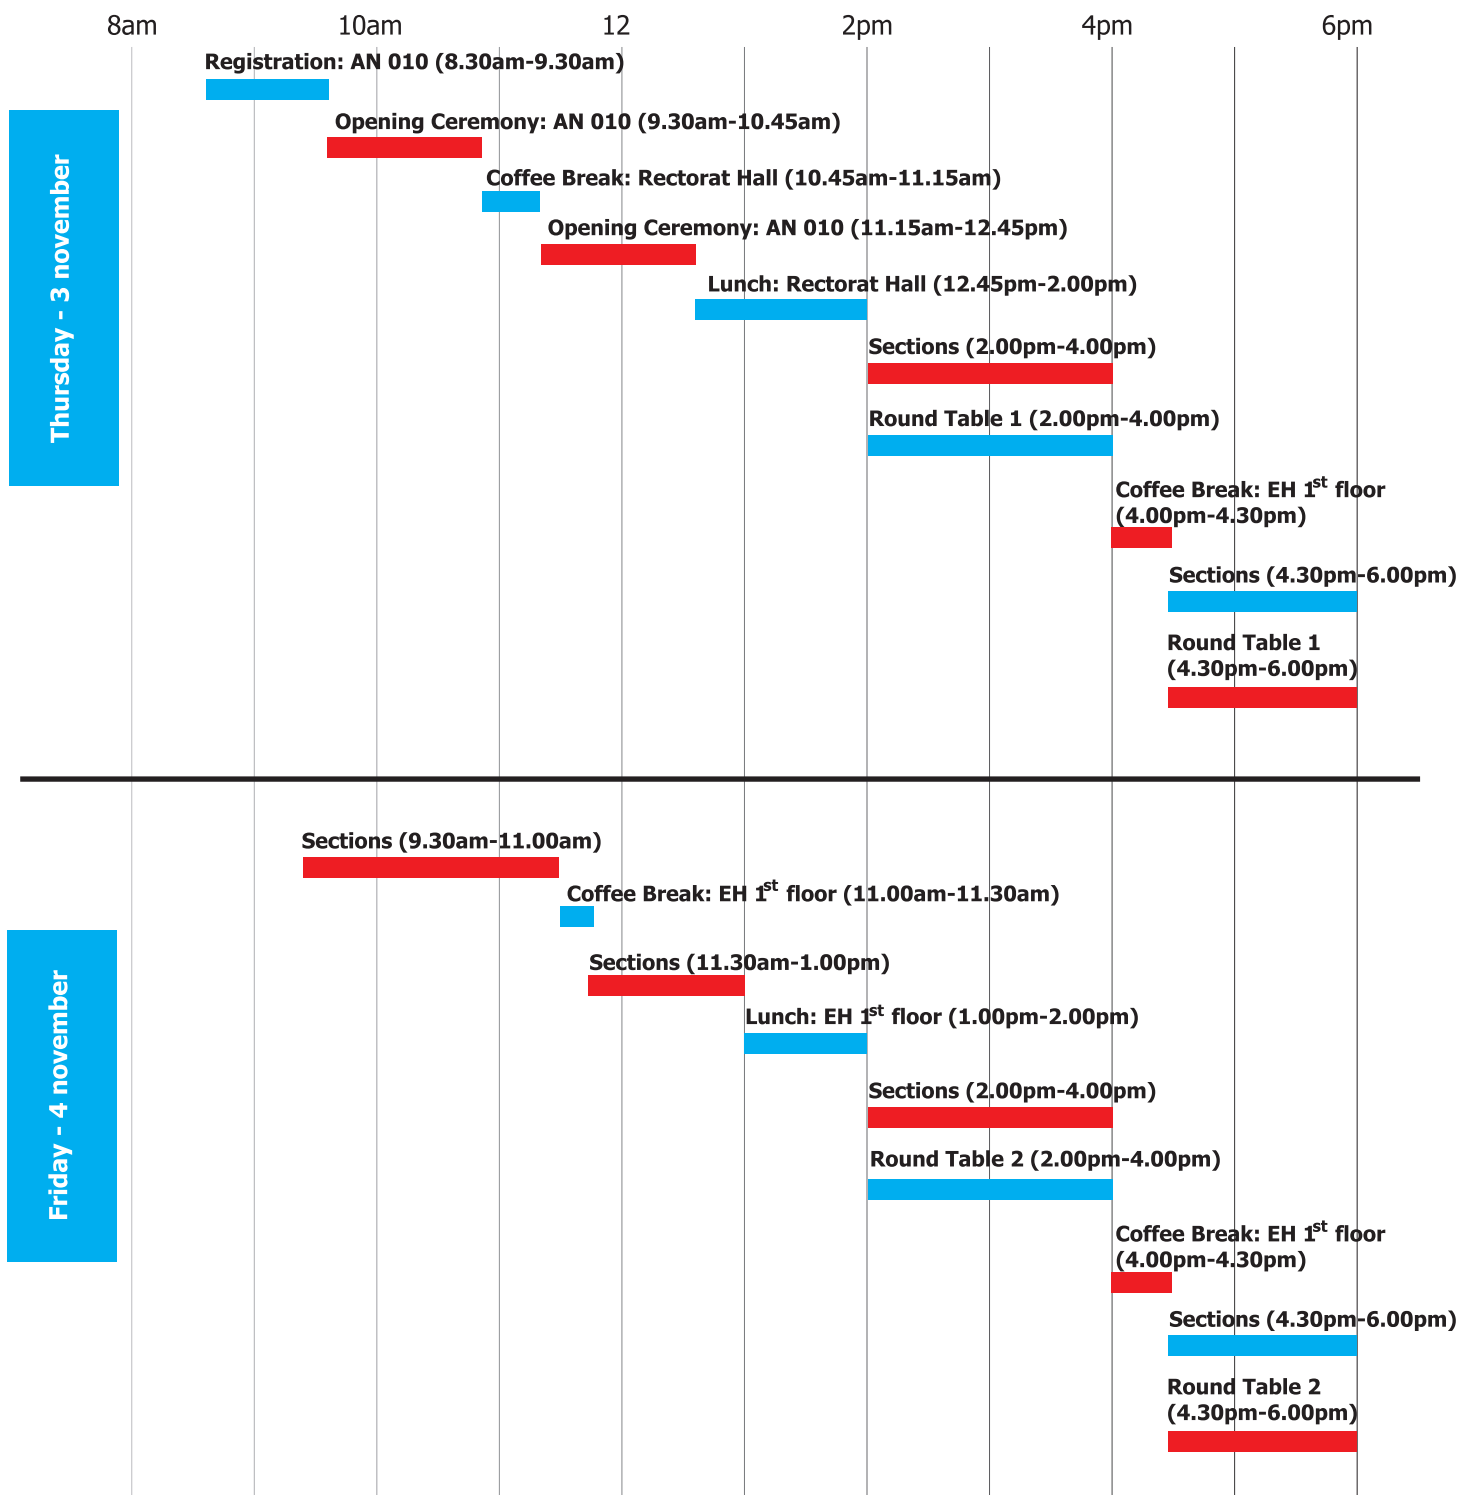 8am 10am 12 2pm 4pm 6pm
Registration: AN 010 (8.30am-9.30am)
Opening Ceremony: AN 010 (9.30am-10.45am)
Coffee Break: Rectorat Hall (10.45am-11.15am)
Opening Ceremony: AN 010 (11.15am-12.45pm)
Lunch: Rectorat Hall (12.45pm-2.00pm)
Thursday - 3 november
Sections (2.00pm-4.00pm)
Round Table 1 (2.00pm-4.00pm)
Coffee Break: EH 1st floor
(4.00pm-4.30pm)
Sections (4.30pm-6.00pm)
Round Table 1
(4.30pm-6.00pm)
Sections (9.30am-11.00am)
Coffee Break: EH 1st floor (11.00am-11.30am)
Sections (11.30am-1.00pm)
Lunch: EH 1st floor (1.00pm-2.00pm)
Friday - 4 november
Sections (2.00pm-4.00pm)
Round Table 2 (2.00pm-4.00pm)
Coffee Break: EH 1st floor
(4.00pm-4.30pm)
Sections (4.30pm-6.00pm)
Round Table 2
(4.30pm-6.00pm)